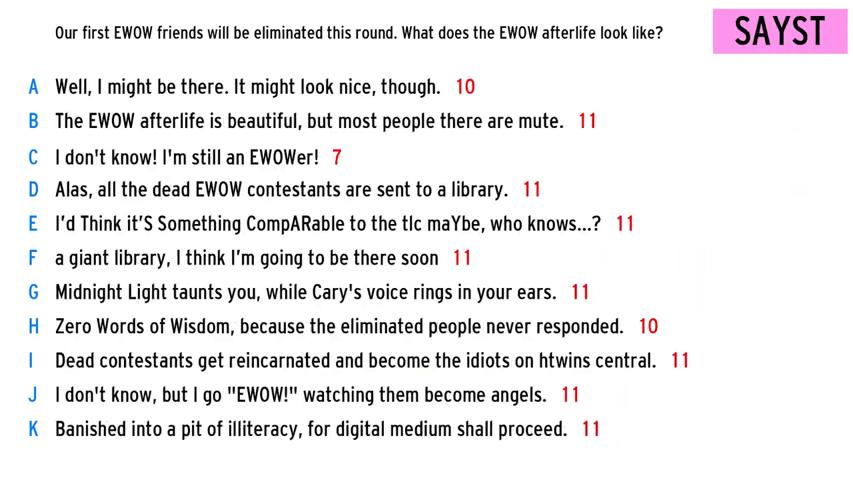 Our first EWOW friends will be eliminated this round. What does the EWOW afterlife look like?
SAYST
A Well, I might be there. It might look nice, though. 10
B The EWOW afterlife is beautiful, but most people there are mute. 11
C I don't know! I'm still an EWOWer! 7
D Alas, all the dead EWOW contestants are sent to a library. 11
E I’d Think it’S Something CompARable to the tlc maYbe, who knows...? 11
F a giant library, I think I’m going to be there soon 11
G Midnight Light taunts you, while Cary's voice rings in your ears. 11
H Zero Words of Wisdom, because the eliminated people never responded. 10
I Dead contestants get reincarnated and become the idiots on htwins central. 11
J I don't know, but I go "EWOW!" watching them become angels. 11
K Banished into a pit of illiteracy, for digital medium shall proceed. 11